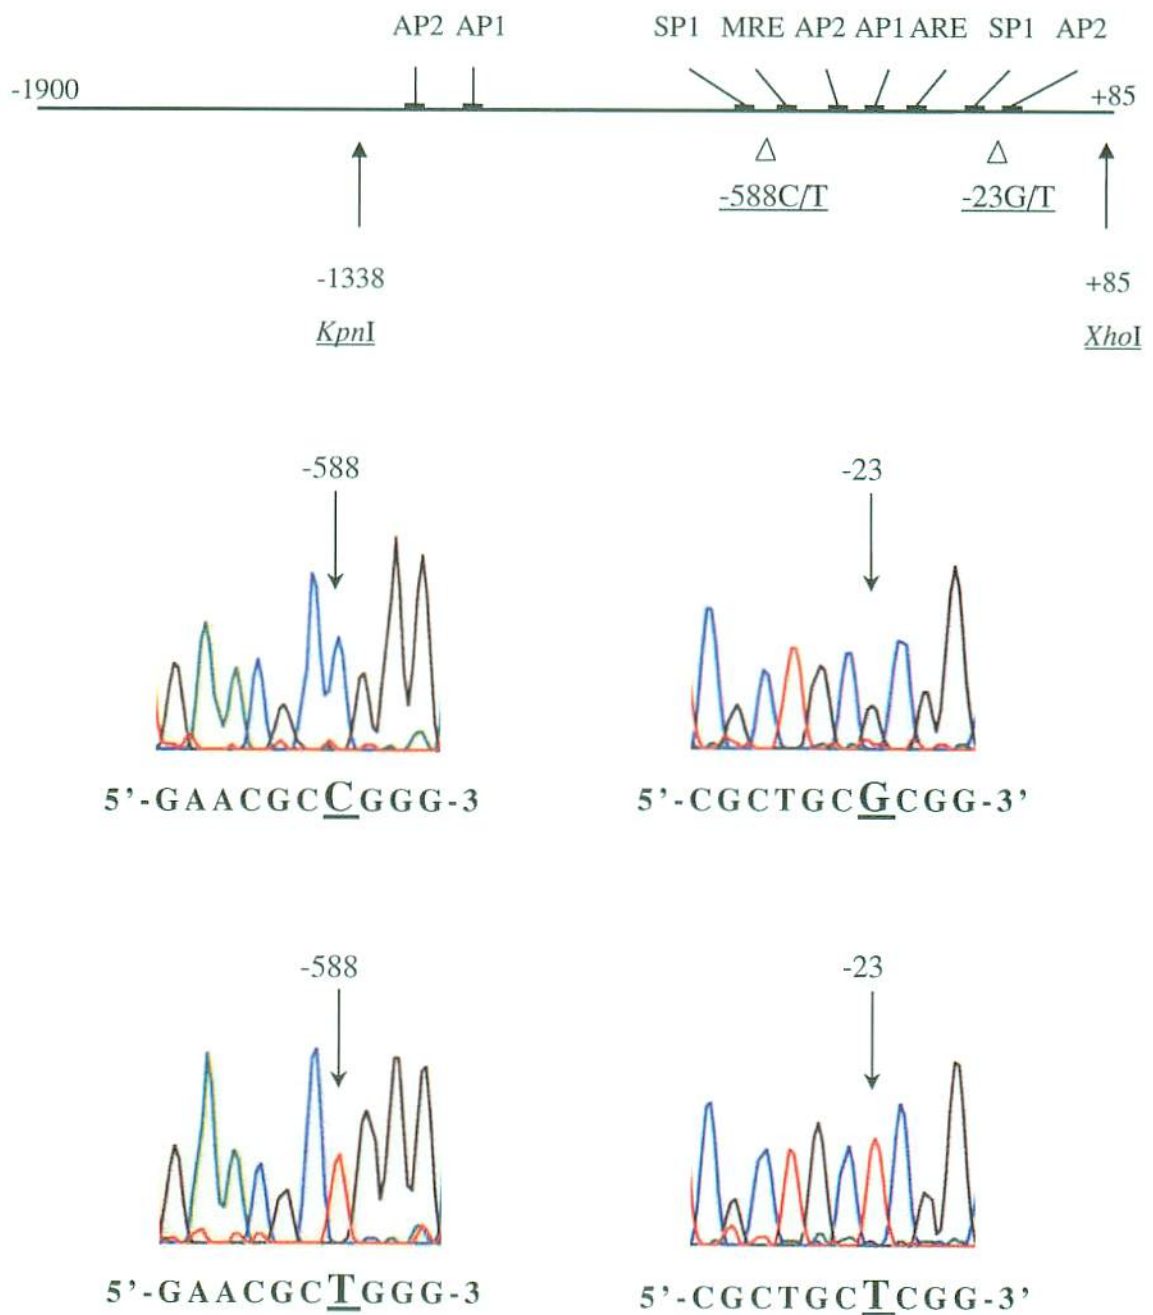 AP2 AP1 SP1 MRE AP2 AP1 ARE SP1 AP2
-1900 +85
△ △
-588C/T -23G/T
-1338 +85
KpnI XhoI
-588 -23
5’-GAACGCCGGG-3 5’-CGCTGCGCGG-3’
-588 -23
5’-GAACGCTGGG-3 5’-CGCTGCTCGG-3’